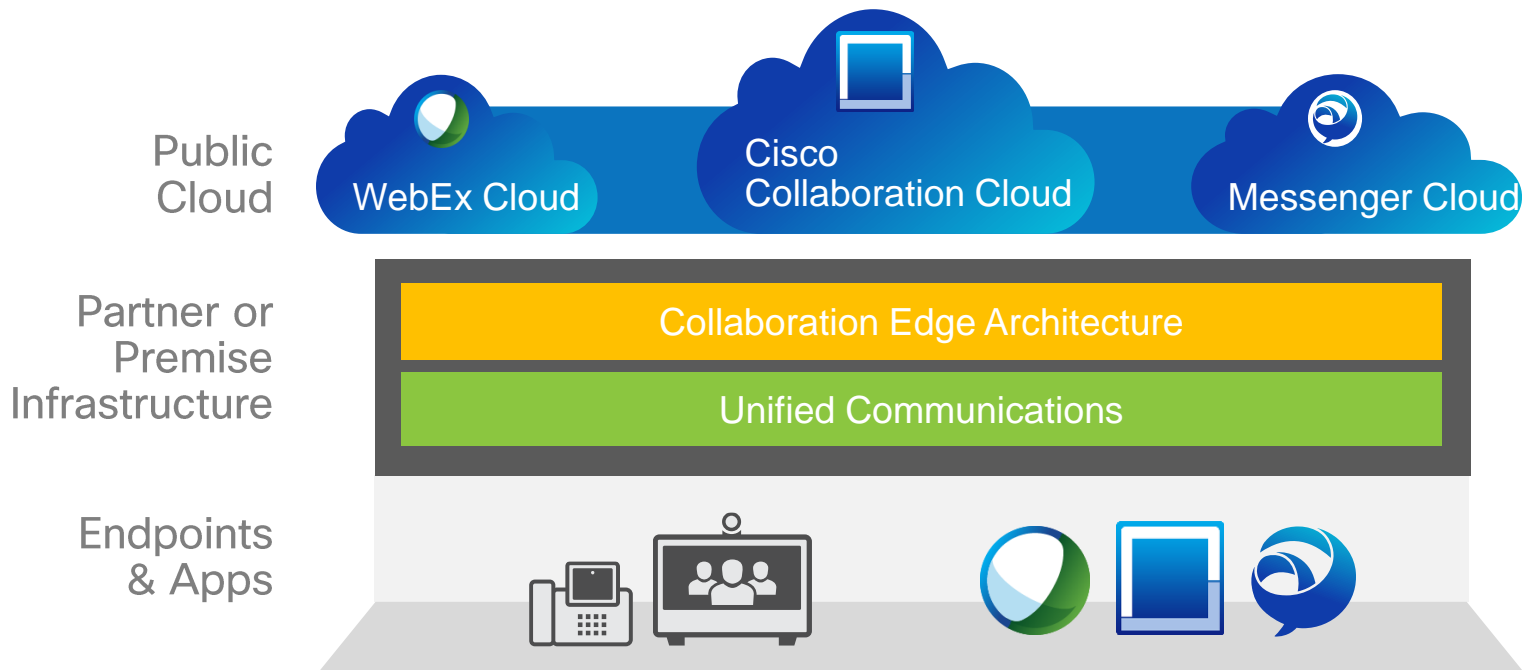 Public
Cloud
WebEx Cloud
Cisco
Collaboration Cloud
Messenger Cloud
Partner or
Premise
Infrastructure
Collaboration Edge Architecture
Unified Communications
Endpoints
& Apps